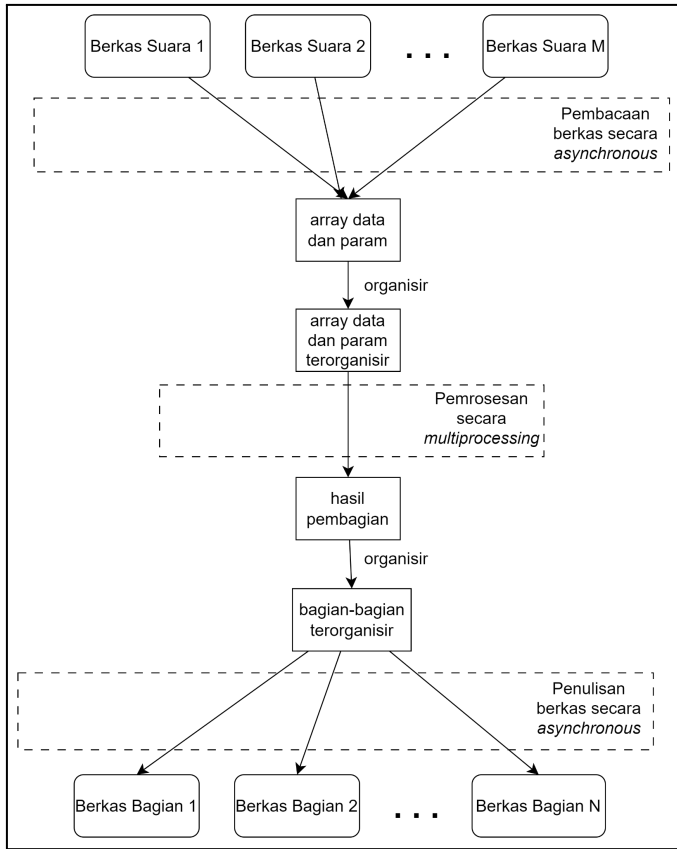 Berkas Suara 1
Berkas Suara 2
. . .
Berkas Suara M
Pembacaan
berkas secara
asynchronous
array data
dan param
organisir
array data
dan param
terorganisir
Pemrosesan
secara
multiprocessing
hasil
pembagian
organisir
bagian-bagian
terorganisir
Penulisan
berkas secara
asynchronous
Berkas Bagian 1
Berkas Bagian 2
. . .
Berkas Bagian N